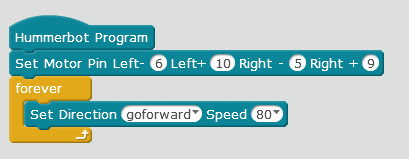 Hummerbot Program
Set Motor Pin Left- 6 Left+ 10 Right - 5 Right + 9
forever
Set Direction goforward Speed 80